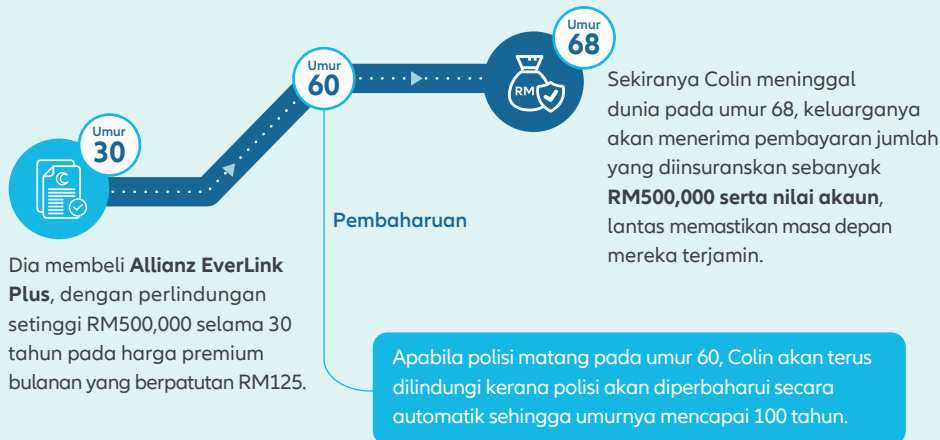 Umur
30
Dia membeli Allianz EverLink
Plus, dengan perlindungan
setinggi RM500,000 selama 30
tahun pada harga premium
bulanan yang berpatutan RM125.
Umur
60
Pembaharuan
Apabila polisi matang pada umur 60, Colin akan terus
dilindungi kerana polisi akan diperbaharui secara
automatik sehingga umurnya mencapai 100 tahun.
Umur
68
RM
Sekiranya Colin meninggal
dunia pada umur 68, keluarganya
akan menerima pembayaran jumlah
yang diinsuranskan sebanyak
RM500,000 serta nilai akaun,
lantas memastikan masa depan
mereka terjamin.